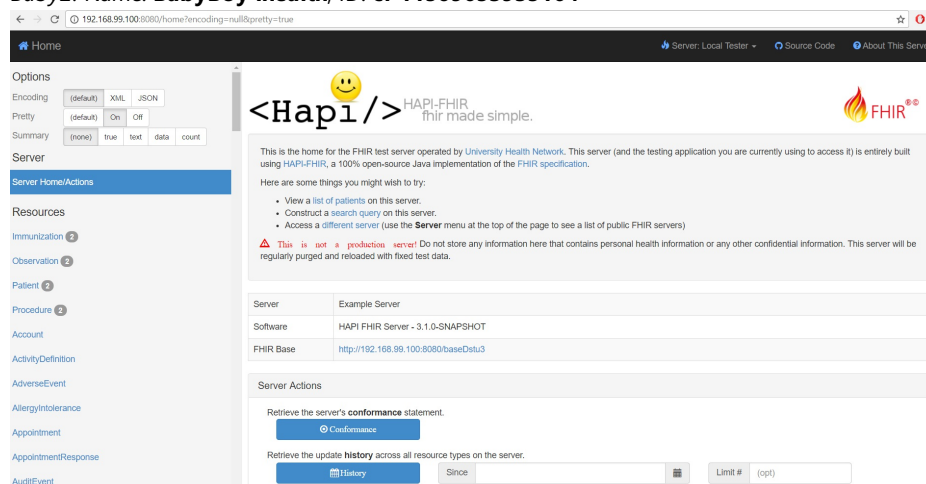 192.168.99.100:8080/home?encoding=null&pretty=true
Home
Server: Local Tester
Source Code
About This Serve
Options
Encoding (default) XML JSON
Pretty (default) On Off
Summary (none) true text data count
Server
Server Home/Actions
Resources
Immunization 2
Observation 2
Patient 2
Procedure 2
Account
ActivityDefinition
AdverseEvent
AllergyIntolerance
Appointment
AppointmentResponse
AuditEvent
<Hapi/> HAPI-FHIR
fhir made simple.
FHIR®©
This is the home for the FHIR test server operated by University Health Network. This server (and the testing application you are currently using to access it) is entirely built
using HAPI-FHIR, a 100% open-source Java implementation of the FHIR specification.
Here are some things you might wish to try:
View a list of patients on this server.
Construct a search query on this server.
Access a different server (use the Server menu at the top of the page to see a list of public FHIR servers)
This is not a production server! Do not store any information here that contains personal health information or any other confidential information. This server will be
regularly purged and reloaded with fixed test data.
Server Example Server
Software HAPI FHIR Server - 3.1.0-SNAPSHOT
FHIR Base http://192.168.99.100:8080/baseDstu3
Server Actions
Retrieve the server's conformance statement.
Conformance
Retrieve the update history across all resource types on the server.
History Since Limit # (opt)